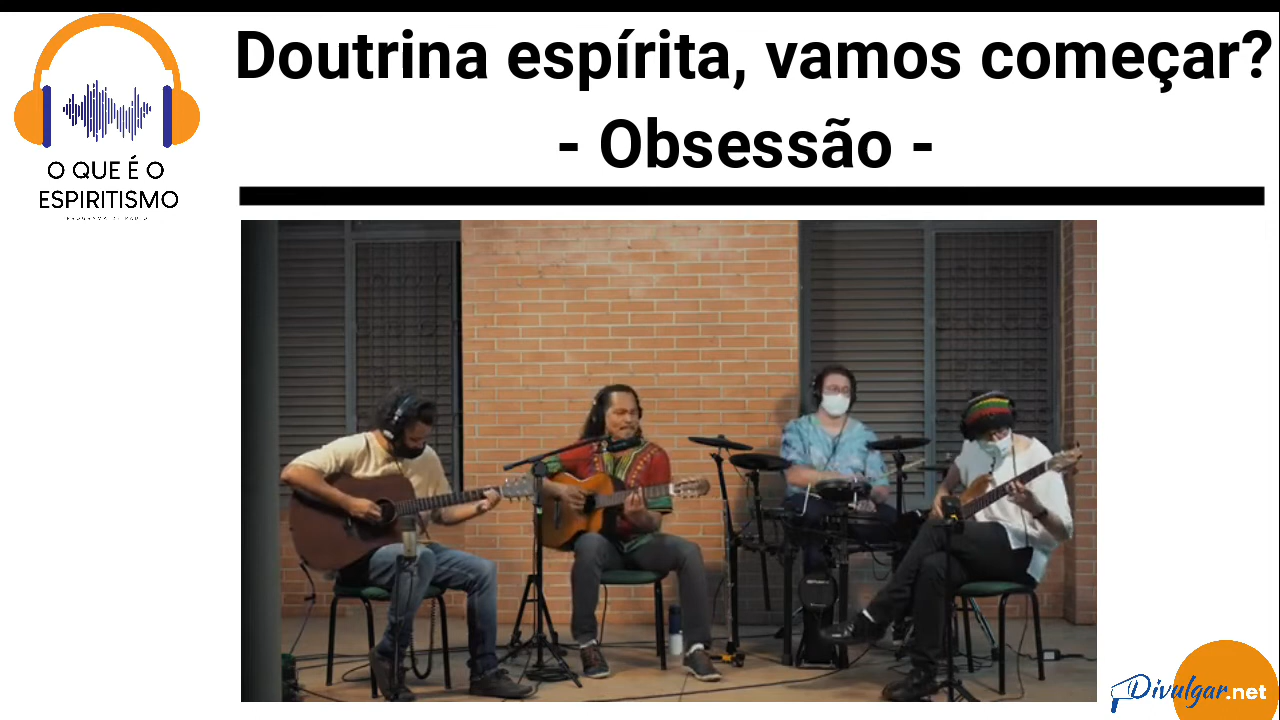 Doutrina espírita, vamos começar?
- Obsessão -
O QUE É O
ESPIRITISMO
Divulgar.net